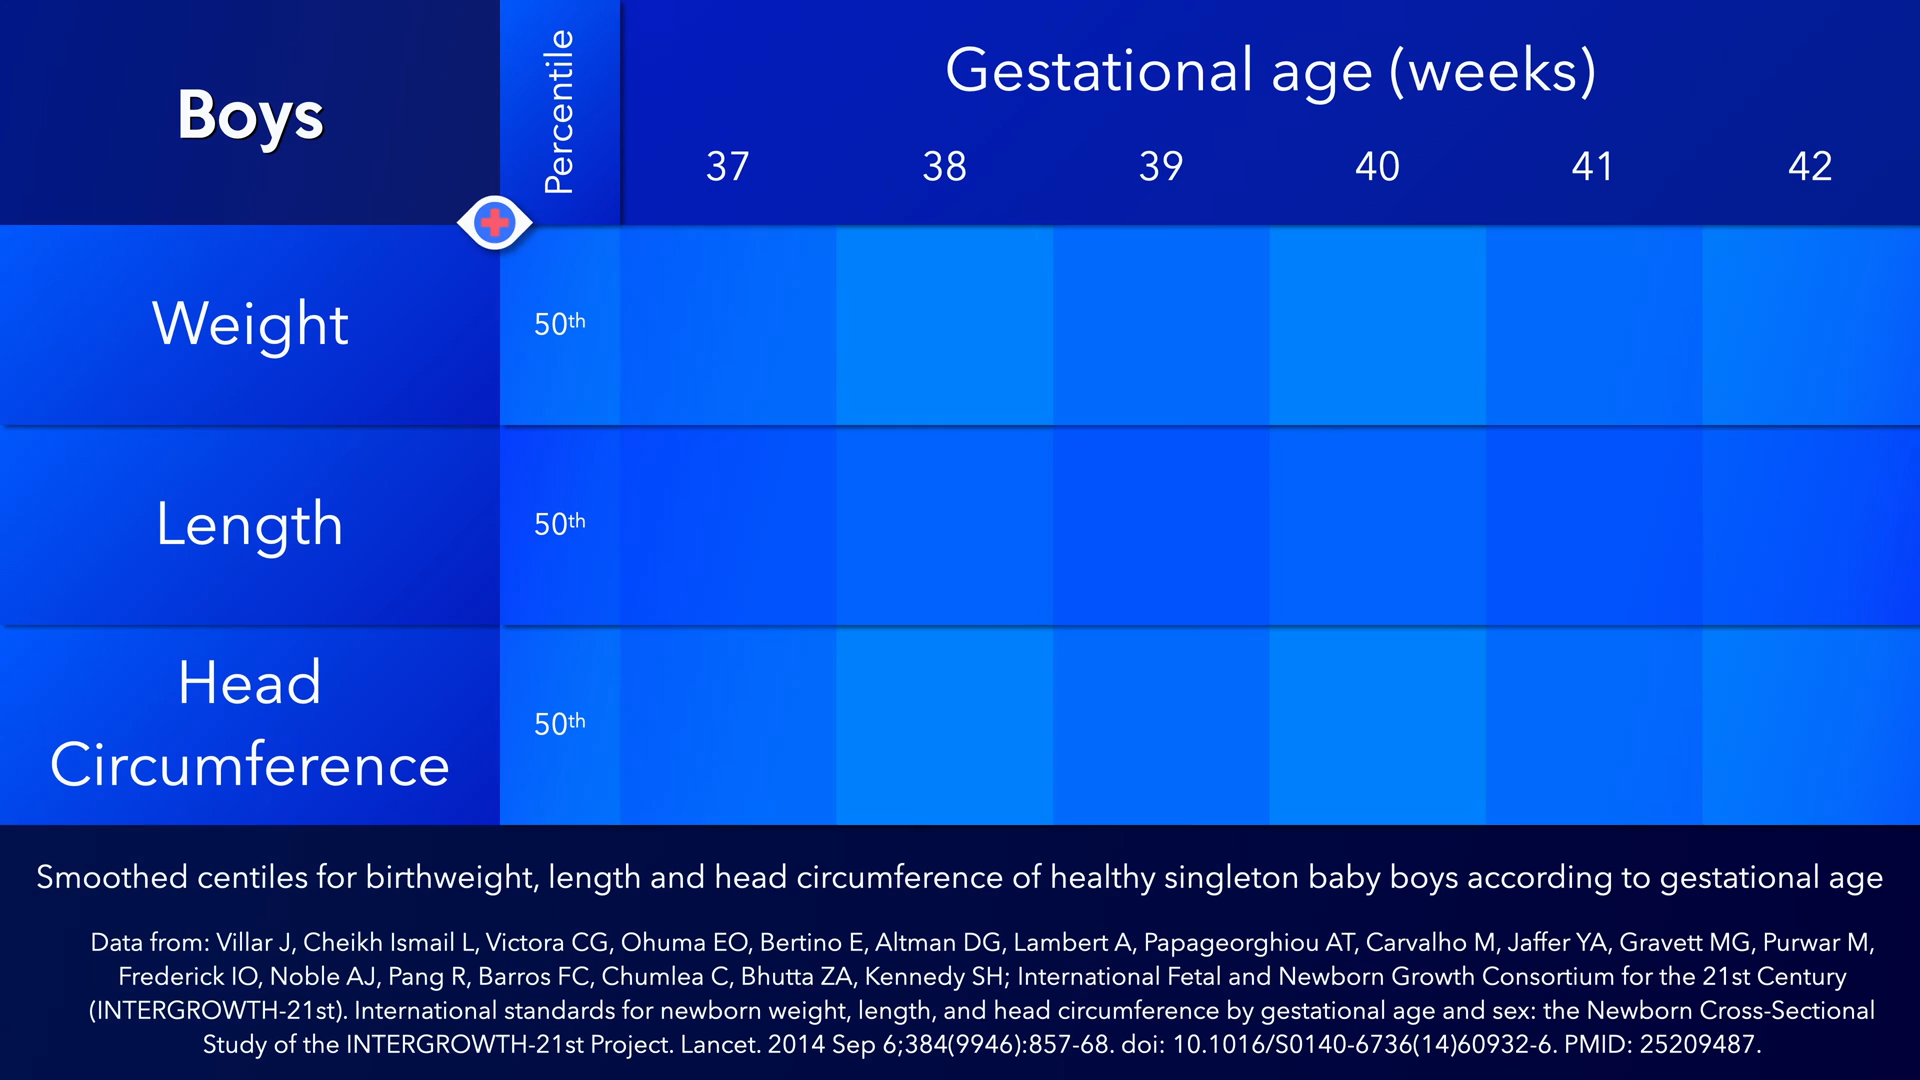 Boys
Percentile
Gestational age (weeks)
37 38 39 40 41 42
Weight
50th
Length
50th
Head
Circumference
50th
Smoothed centiles for birthweight, length and head circumference of healthy singleton baby boys according to gestational age
Data from: Villar J, Cheikh Ismail L, Victora CG, Ohuma EO, Bertino E, Altman DG, Lambert A, Papageorghiou AT, Carvalho M, Jaffer YA, Gravett MG, Purwar M,
Frederick IO, Noble AJ, Pang R, Barros FC, Chumlea C, Bhutta ZA, Kennedy SH; International Fetal and Newborn Growth Consortium for the 21st Century
(INTERGROWTH-21st). International standards for newborn weight, length, and head circumference by gestational age and sex: the Newborn Cross-Sectional
Study of the INTERGROWTH-21st Project. Lancet. 2014 Sep 6;384(9946):857-68. doi: 10.1016/S0140-6736(14)60932-6. PMID: 25209487.